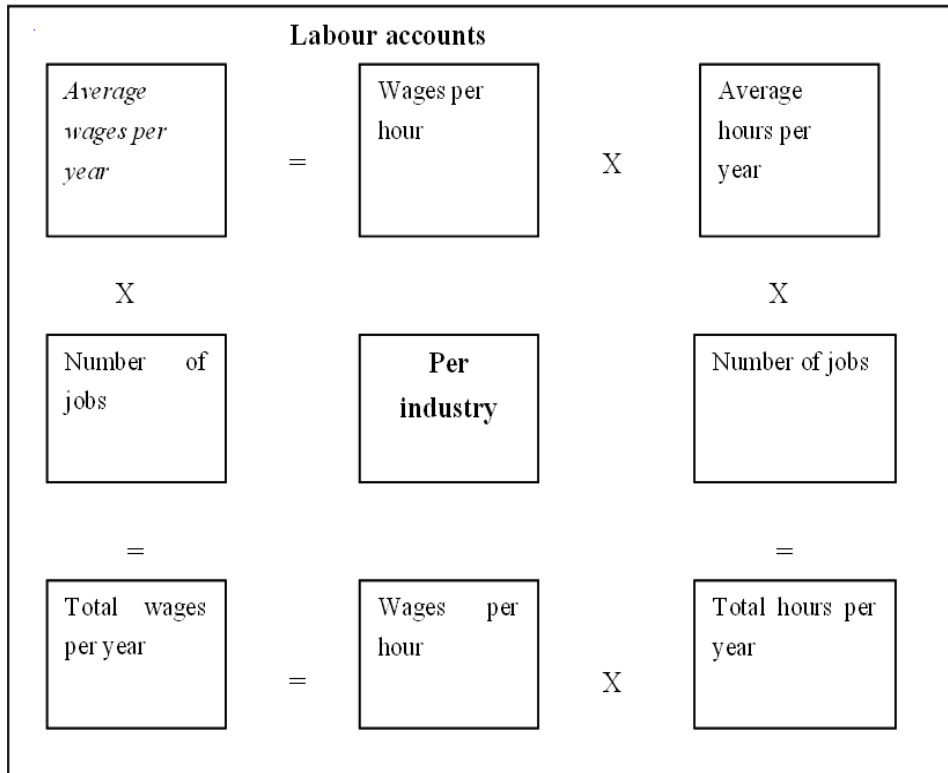 Labour accounts
Average
wages per
year
=
Wages per
hour
X
Average
hours per
year
X
X
Number of
jobs
Per
industry
Number of jobs
=
=
Total wages
per year
=
Wages per
hour
X
Total hours per
year